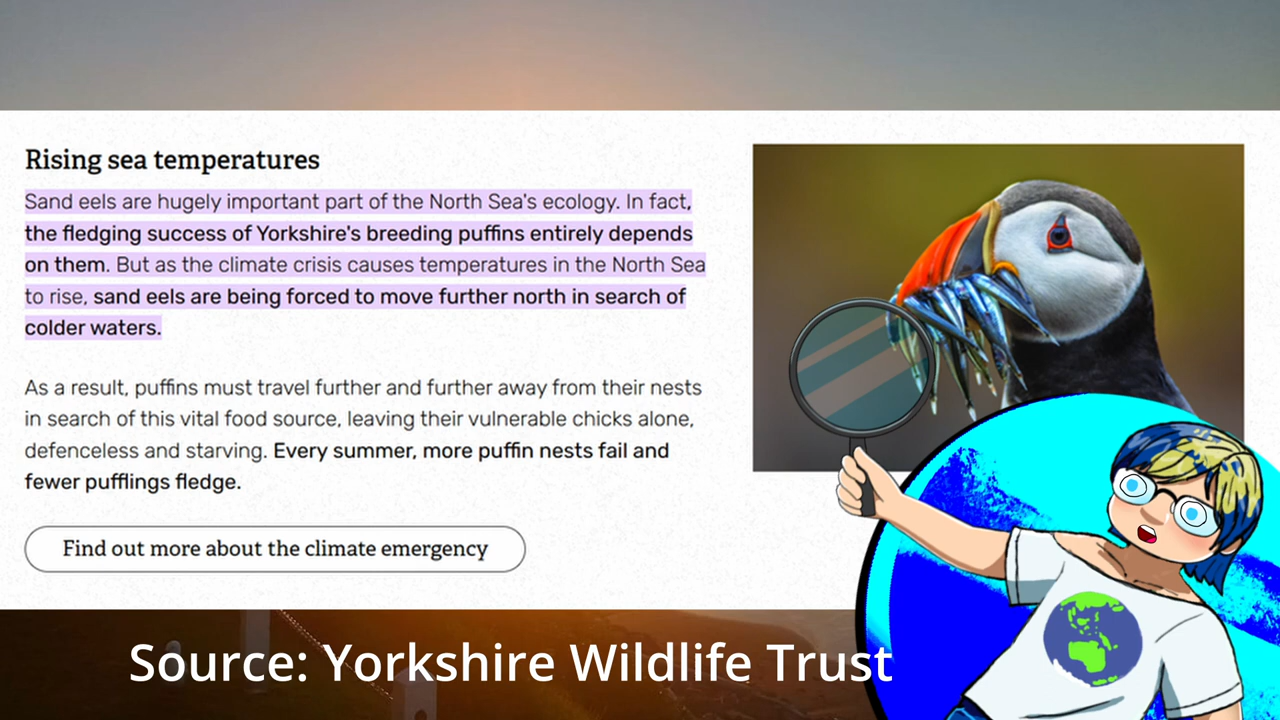 Rising sea temperatures
Sand eels are hugely important part of the North Sea's ecology. In fact,
the fledging success of Yorkshire's breeding puffins entirely depends
on them. But as the climate crisis causes temperatures in the North Sea
to rise, sand eels are being forced to move further north in search of
colder waters.
As a result, puffins must travel further and further away from their nests
in search of this vital food source, leaving their vulnerable chicks alone,
defenceless and starving. Every summer, more puffin nests fail and
fewer pufflings fledge.
Find out more about the climate emergency
Source: Yorkshire Wildlife Trust